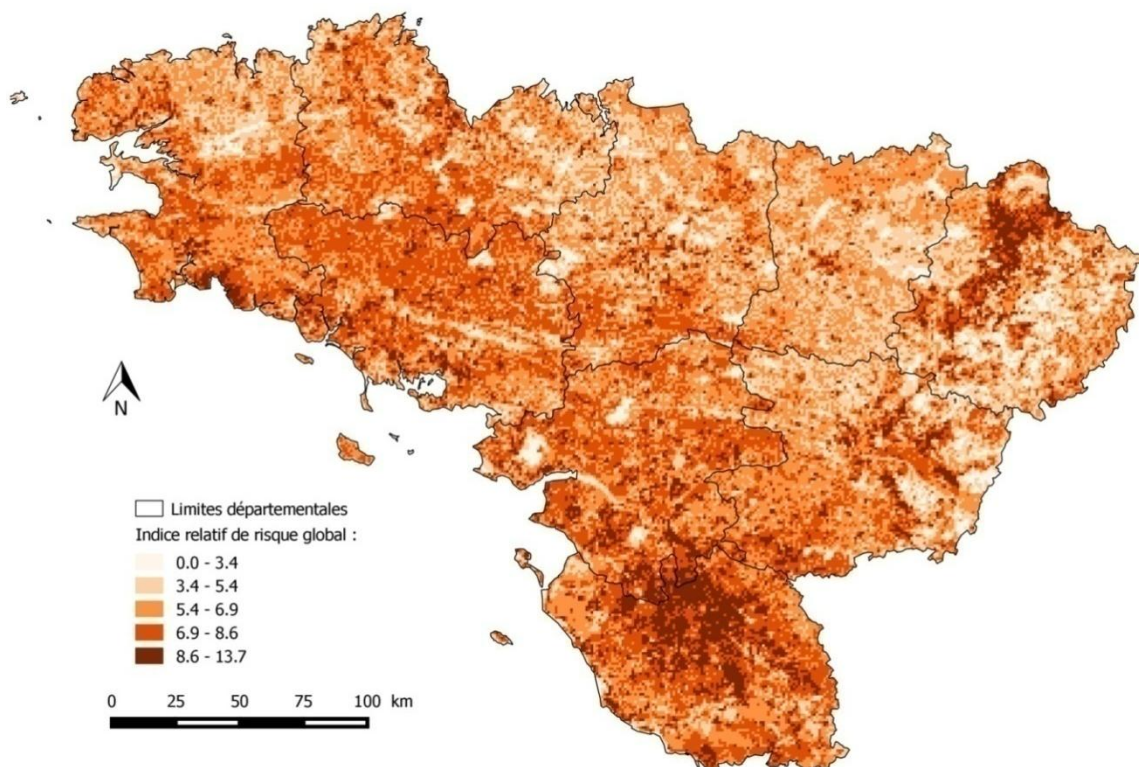 N
Limites départementales
Indice relatif de risque global :
0.0 - 3.4
3.4 - 5.4
5.4 - 6.9
6.9 - 8.6
8.6 - 13.7
0 25 50 75 100 km